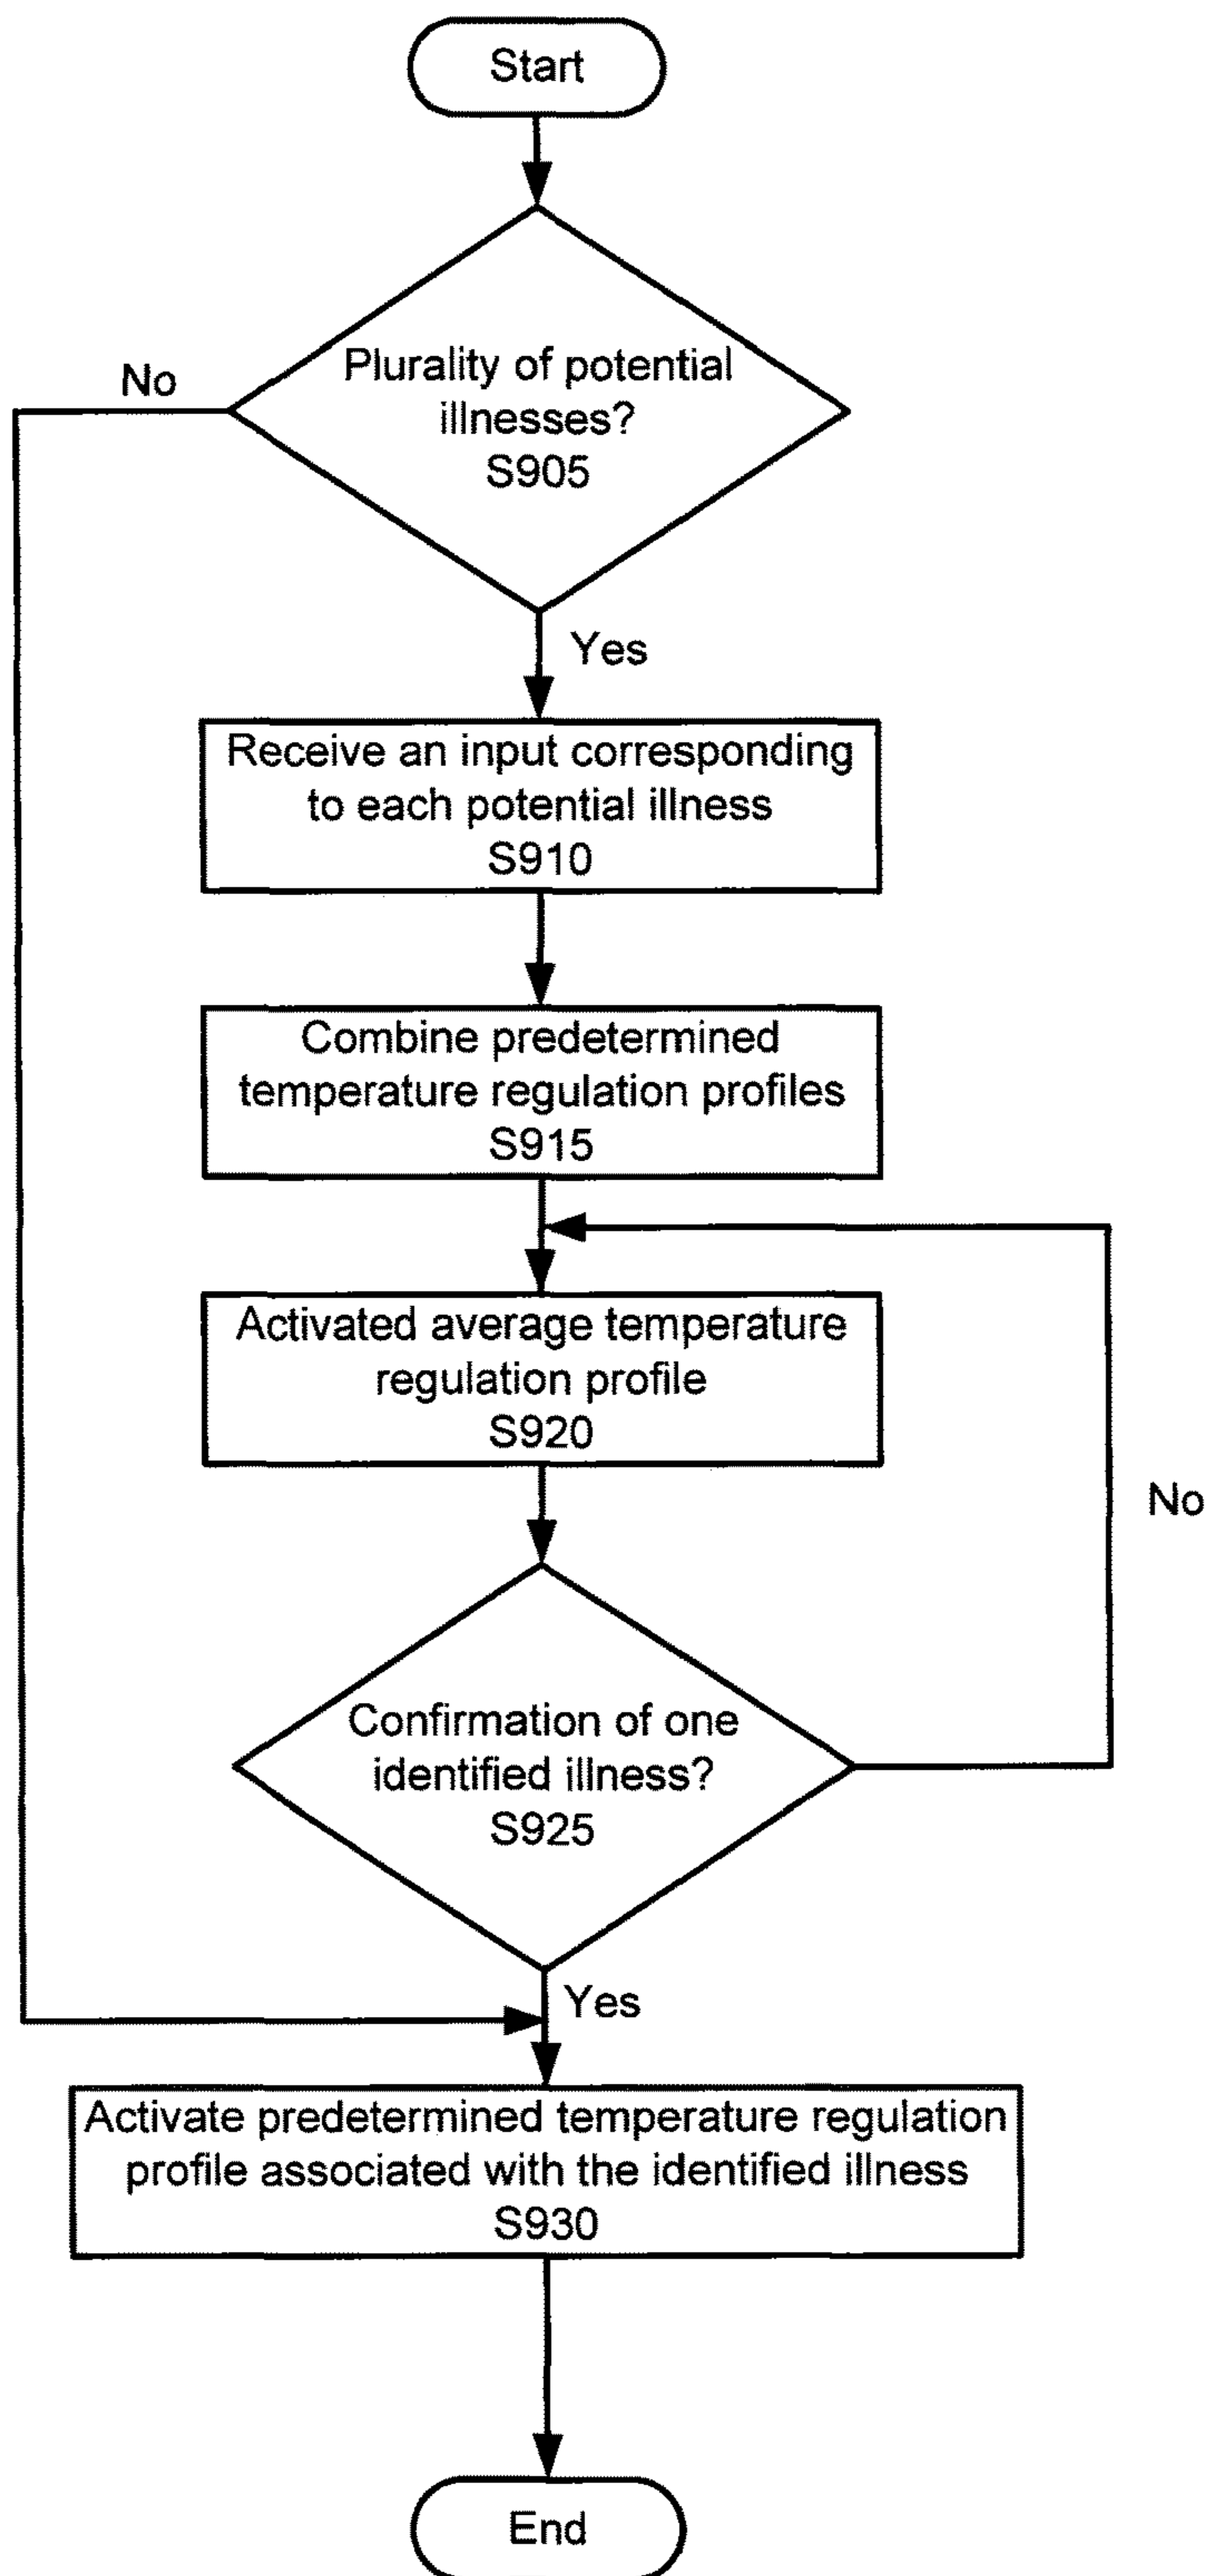 Start
No
Plurality of potential
illnesses?
S905
Yes
Receive an input corresponding
to each potential illness
S910
Combine predetermined
temperature regulation profiles
S915
Activated average temperature
regulation profile
S920
No
Confirmation of one
identified illness?
S925
Yes
Activate predetermined temperature regulation
profile associated with the identified illness
S930
End